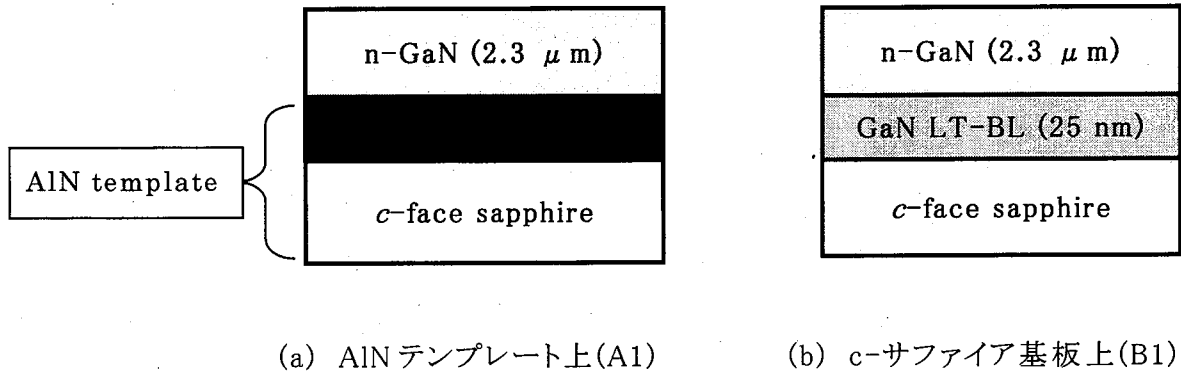 n-GaN (2.3 μm)
AlN template
c-face sapphire
n-GaN (2.3 μm)
GaN LT-BL (25 nm)
c-face sapphire
(a) AlNテンプレート上(A1)
(b) c-サファイア基板上(B1)